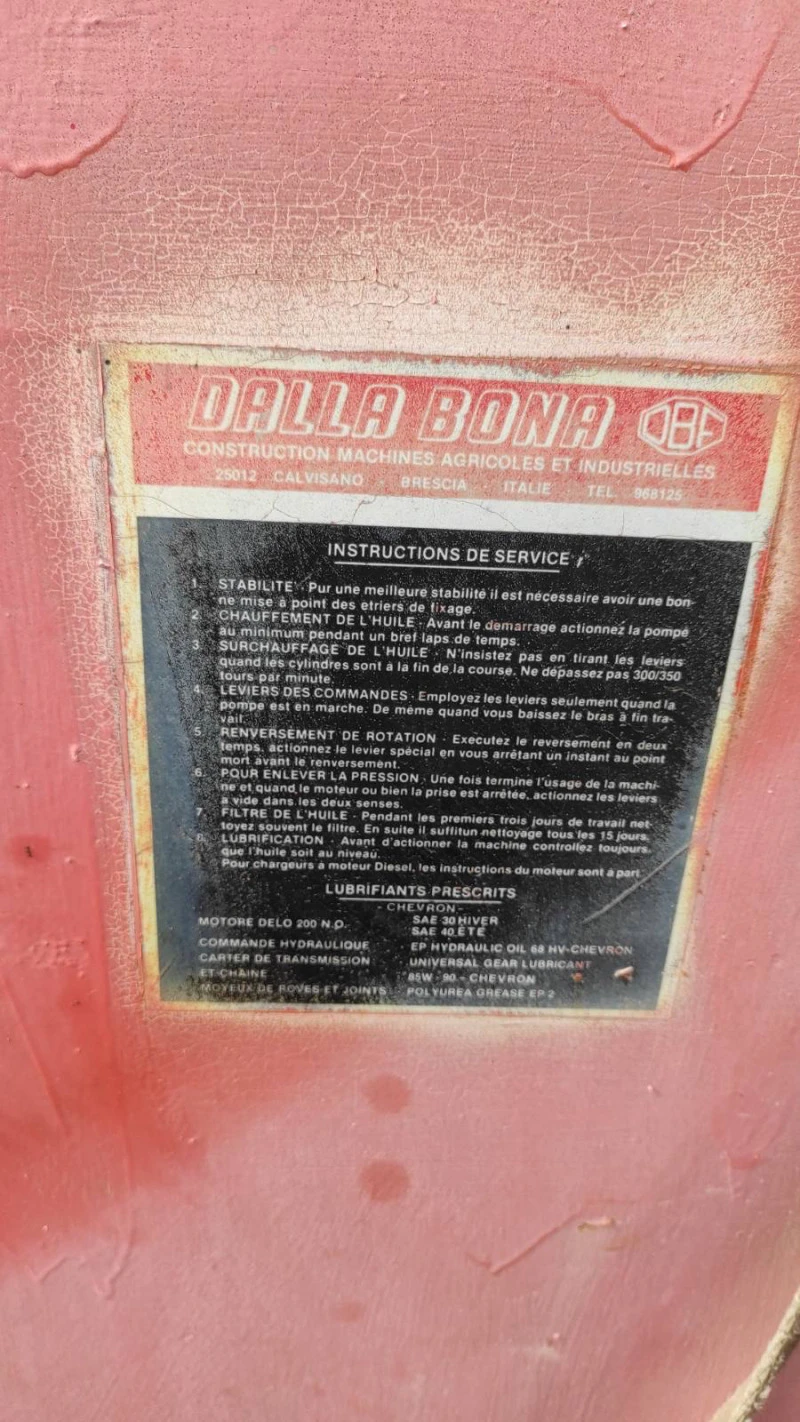 DALLA BONA DBF
CONSTRUCTION MACHINES AGRICOLES ET INDUSTRIELLES
25012 CALVISANO · BRESCIA · ITALIE · TEL. 968125
INSTRUCTIONS DE SERVICE
1. STABILITE' · Pur une meilleure stabilité il est nécessaire avoir une bon-
ne mise à point des etriers de fixage.
2. CHAUFFEMENT DE L'HUILE · Avant le demarrage actionnez la pompe
au minimum pendant un bref laps de temps.
3. SURCHAUFFAGE DE L'HUILE · N'insistez pas en tirant les leviers
quand les cylindres sont à la fin de la course. Ne dépassez pas 300/350
tours par minute.
4. LEVIERS DES COMMANDES · Employez les leviers seulement quand la
pompe est en marche. De même quand vous baissez le bras à fin tra-
vail.
5. RENVERSEMENT DE ROTATION · Executez le reversement en deux
temps, actionnez le levier spécial en vous arrêtant un instant au point
mort avant le renversement.
6. POUR ENLEVER LA PRESSION · Une fois termine l'usage de la machi-
ne et quand le moteur ou bien la prise est arrêtée, actionnez les leviers
a vide dans les deux senses.
7. FILTRE DE L'HUILE · Pendant les premiers trois jours de travail net-
toyez souvent le filtre. En suite il suffitun nettoyage tous les 15 jours.
8. LUBRIFICATION · Avant d'actionner la machine controllez toujours
que l'huile soit au niveau.
Pour chargeurs à moteur Diesel, les instructions du moteur sont a part.
LUBRIFIANTS PRESCRITS
- CHEVRON -
MOTORE DELO 200 N.O. SAE 30 HIVER
SAE 40 ÉTÉ
COMMANDE HYDRAULIQUE EP HYDRAULIC OIL 68 HV-CHEVRON
CARTER DE TRANSMISSION UNIVERSAL GEAR LUBRICANT
ET CHAINE 85W - 90 - CHEVRON
MOYEUX DE ROVES ET JOINTS POLYUREA GREASE EP 2